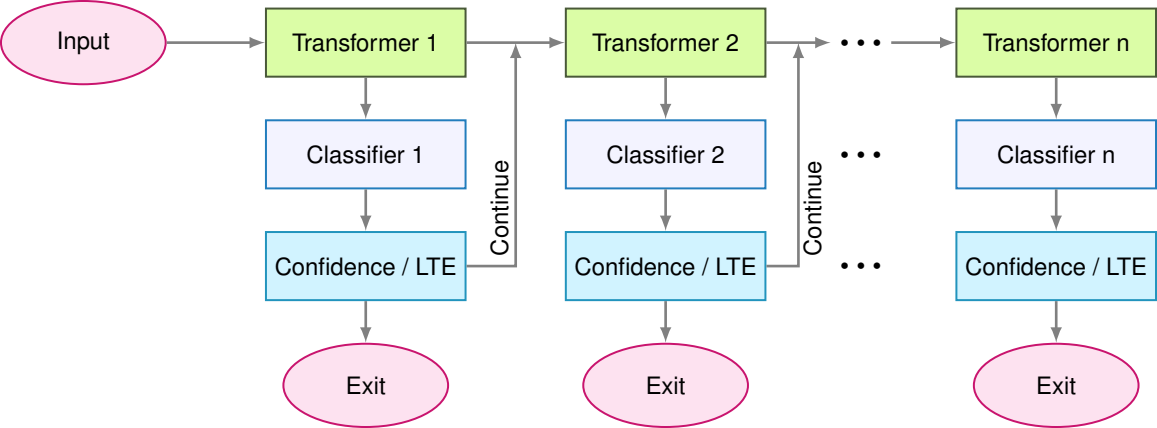 Input
Transformer 1
Transformer 2
•••
Transformer n
Classifier 1
Classifier 2
•••
Classifier n
Continue
Continue
Confidence / LTE
Confidence / LTE
•••
Confidence / LTE
Exit
Exit
Exit